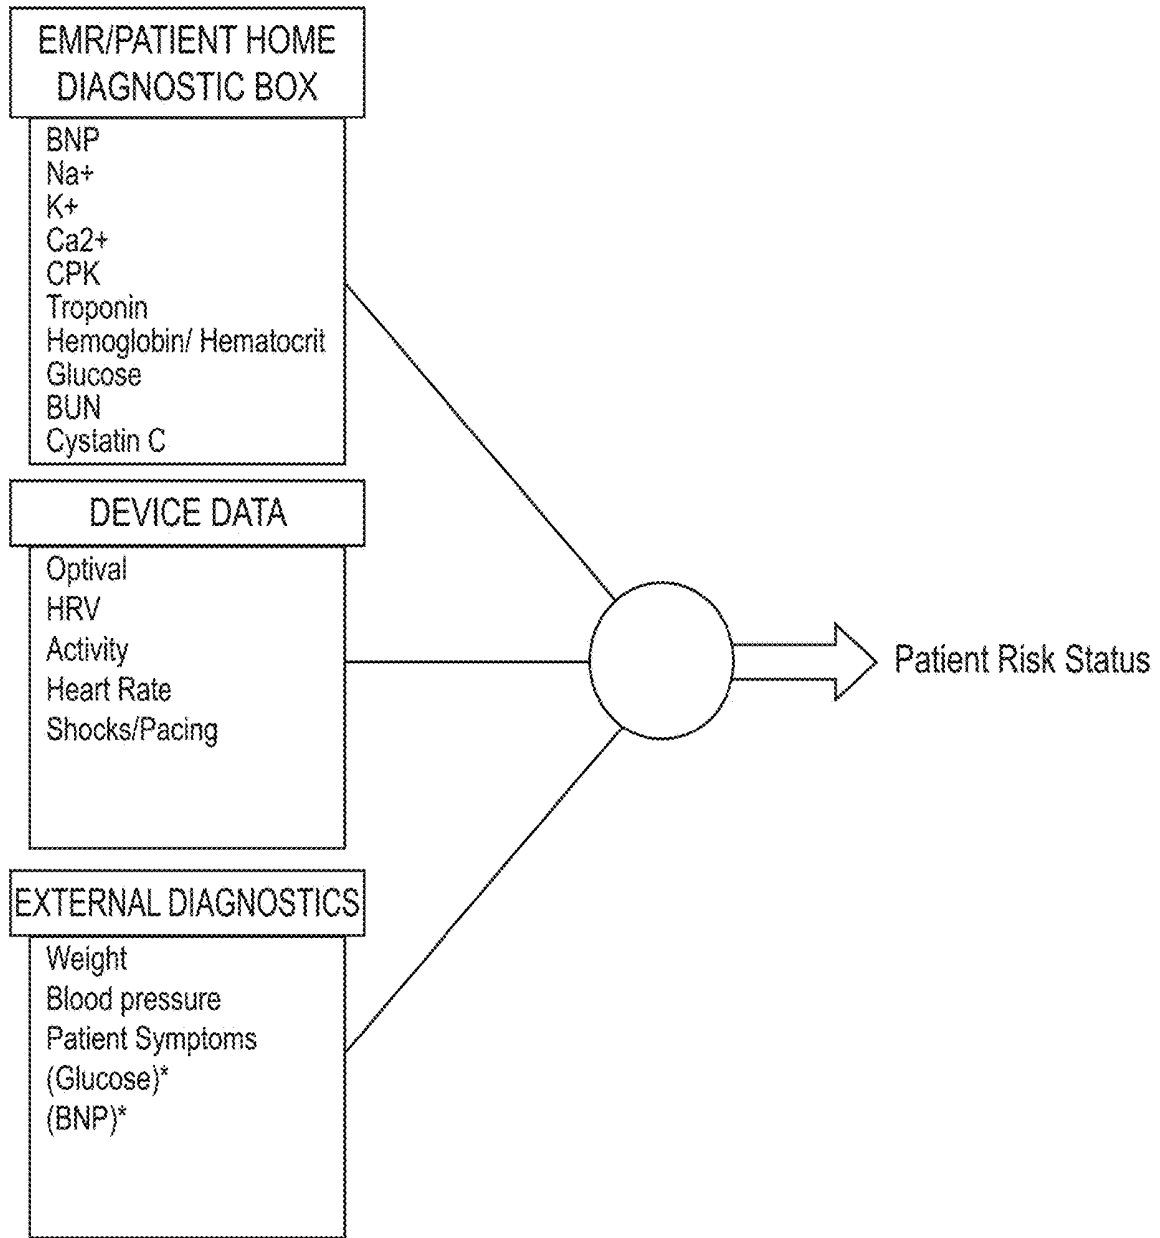 EMR/PATIENT HOME
DIAGNOSTIC BOX
BNP
Na+
K+
Ca2+
CPK
Troponin
Hemoglobin/ Hematocrit
Glucose
BUN
Cystatin C
DEVICE DATA
Optival
HRV
Activity
Heart Rate
Shocks/Pacing
Patient Risk Status
EXTERNAL DIAGNOSTICS
Weight
Blood pressure
Patient Symptoms
(Glucose)*
(BNP)*